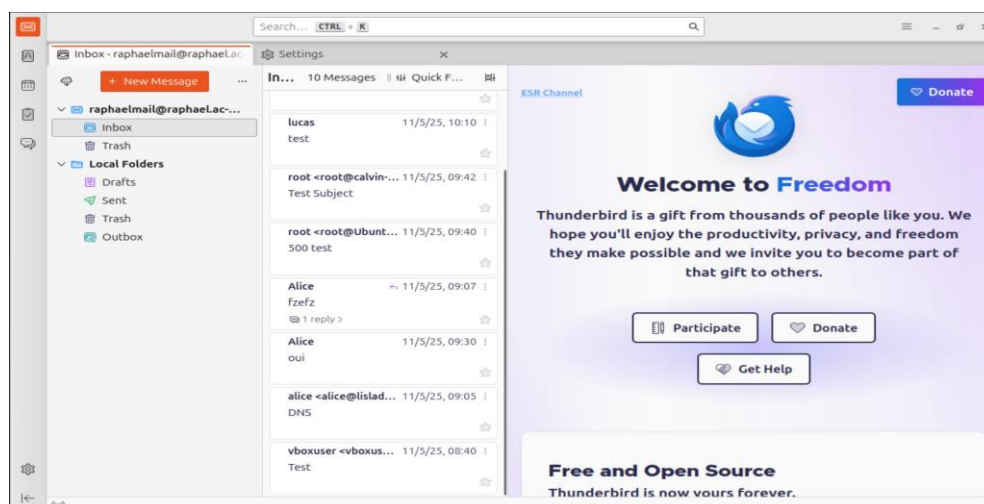 Search... CTRL + K
Inbox - raphaelmail@raphael.ac-
Settings
+ New Message
raphaelmail@raphael.ac-...
Inbox
Trash
Local Folders
Drafts
Sent
Trash
Outbox
In... 10 Messages Quick F...
lucas 11/5/25, 10:10
test
root <root@calvin-... 11/5/25, 09:42
Test Subject
root <root@Ubunt... 11/5/25, 09:40
500 test
Alice 11/5/25, 09:07
fzefz
1 reply >
Alice 11/5/25, 09:30
oui
alice <alice@lislad... 11/5/25, 09:05
DNS
vboxuser <vboxus... 11/5/25, 08:40
Test
ESR Channel
Donate
Welcome to Freedom
Thunderbird is a gift from thousands of people like you. We
hope you'll enjoy the productivity, privacy, and freedom
they make possible and we invite you to become part of
that gift to others.
Participate
Donate
Get Help
Free and Open Source
Thunderbird is now yours forever.